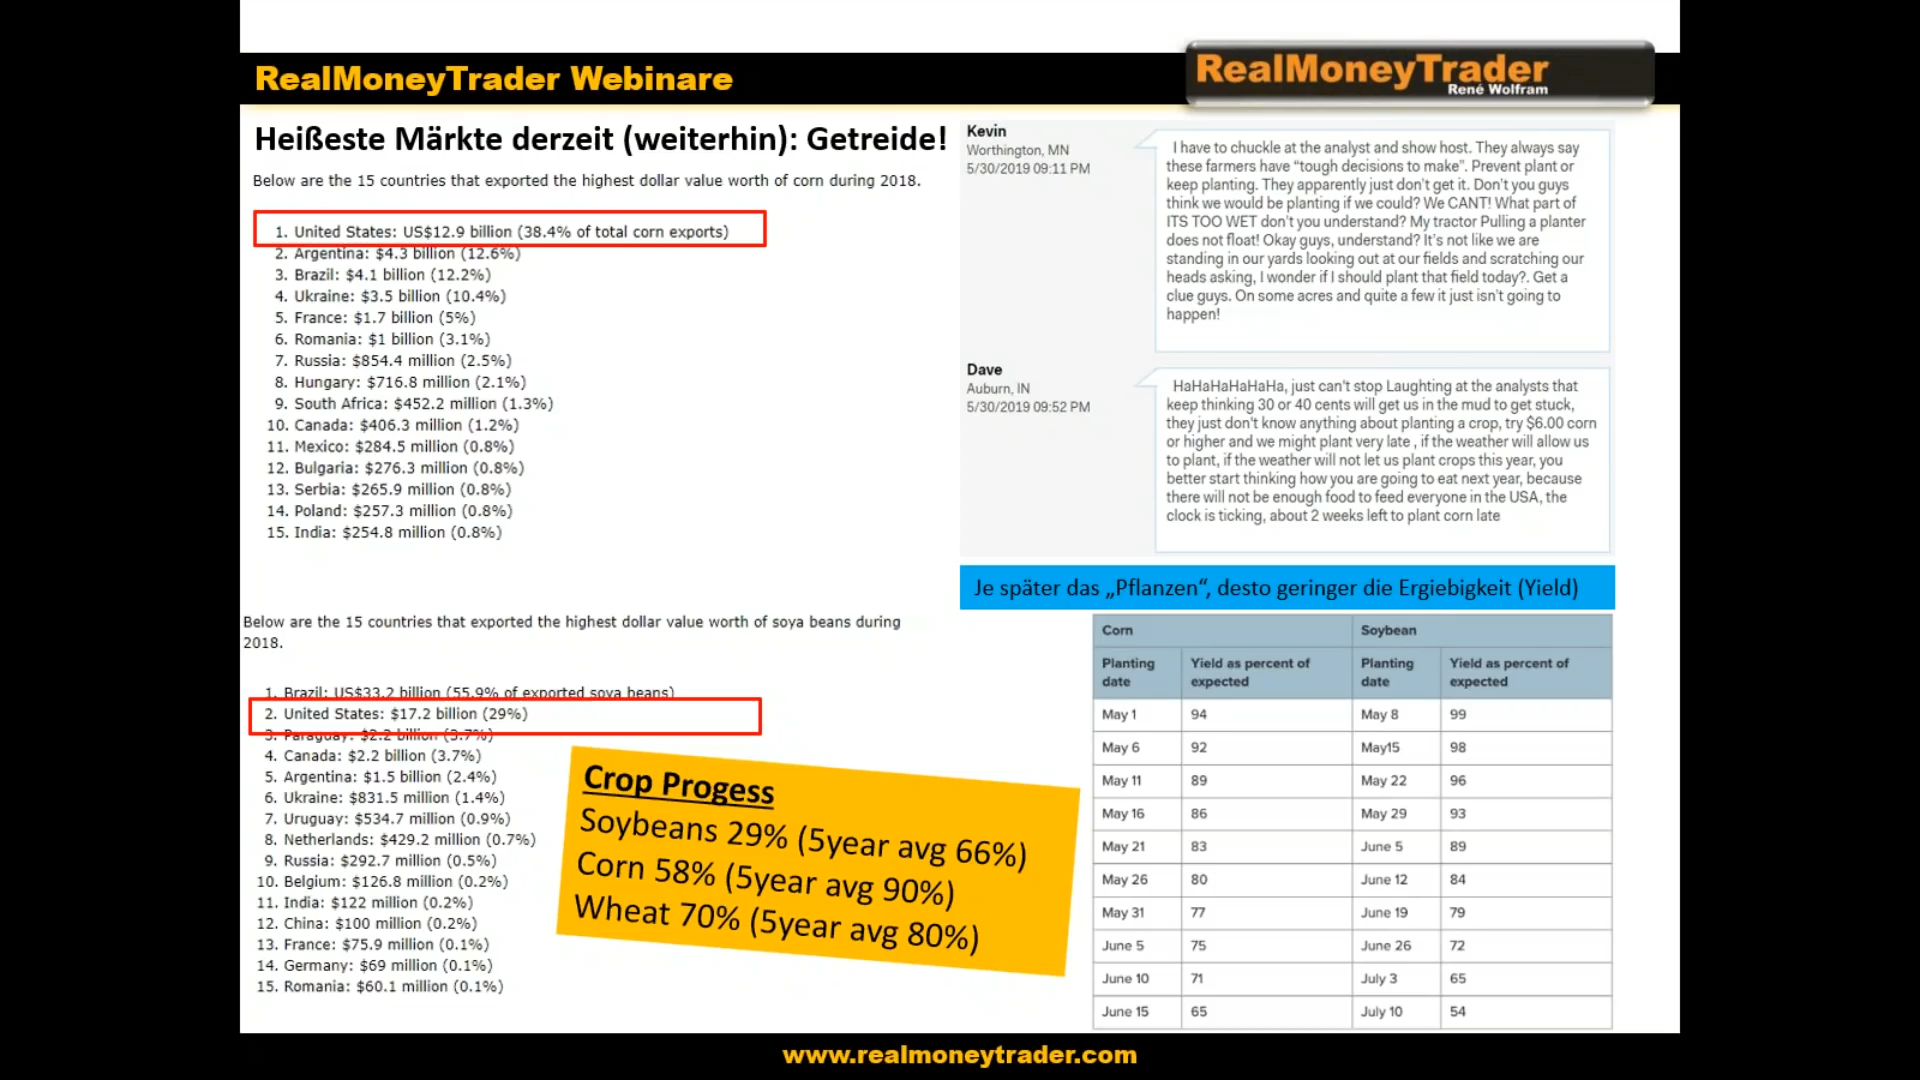 RealMoneyTrader Webinare
RealMoneyTrader
René Wolfram
Heißeste Märkte derzeit (weiterhin): Getreide!
Below are the 15 countries that exported the highest dollar value worth of corn during 2018.
1. United States: US$12.9 billion (38.4% of total corn exports)
2. Argentina: $4.3 billion (12.6%)
3. Brazil: $4.1 billion (12.2%)
4. Ukraine: $3.5 billion (10.4%)
5. France: $1.7 billion (5%)
6. Romania: $1 billion (3.1%)
7. Russia: $854.4 million (2.5%)
8. Hungary: $716.8 million (2.1%)
9. South Africa: $452.2 million (1.3%)
10. Canada: $406.3 million (1.2%)
11. Mexico: $284.5 million (0.8%)
12. Bulgaria: $276.3 million (0.8%)
13. Serbia: $265.9 million (0.8%)
14. Poland: $257.3 million (0.8%)
15. India: $254.8 million (0.8%)
Below are the 15 countries that exported the highest dollar value worth of soya beans during
2018.
1. Brazil: US$33.2 billion (55.9% of exported soya beans)
2. United States: $17.2 billion (29%)
3. Paraguay: $2.2 billion (3.7%)
4. Canada: $2.2 billion (3.7%)
5. Argentina: $1.5 billion (2.4%)
6. Ukraine: $831.5 million (1.4%)
7. Uruguay: $534.7 million (0.9%)
8. Netherlands: $429.2 million (0.7%)
9. Russia: $292.7 million (0.5%)
10. Belgium: $126.8 million (0.2%)
11. India: $122 million (0.2%)
12. China: $100 million (0.2%)
13. France: $75.9 million (0.1%)
14. Germany: $69 million (0.1%)
15. Romania: $60.1 million (0.1%)
Crop Progess
Soybeans 29% (5year avg 66%)
Corn 58% (5year avg 90%)
Wheat 70% (5year avg 80%)
Kevin
Worthington, MN
5/30/2019 09:11 PM
I have to chuckle at the analyst and show host. They always say
these farmers have “tough decisions to make”. Prevent plant or
keep planting. They apparently just don't get it. Don't you guys
think we would be planting if we could? We CANT! What part of
ITS TOO WET don't you understand? My tractor Pulling a planter
does not float! Okay guys, understand? It's not like we are
standing in our yards looking out at our fields and scratching our
heads asking, I wonder if I should plant that field today?. Get a
clue guys. On some acres and quite a few it just isn't going to
happen!
Dave
Auburn, IN
5/30/2019 09:52 PM
HaHaHaHaHaHa, just can't stop Laughting at the analysts that
keep thinking 30 or 40 cents will get us in the mud to get stuck,
they just don't know anything about planting a crop, try $6.00 corn
or higher and we might plant very late , if the weather will allow us
to plant, if the weather will not let us plant crops this year, you
better start thinking how you are going to eat next year, because
there will not be enough food to feed everyone in the USA, the
clock is ticking, about 2 weeks left to plant corn late
Je später das „Pflanzen“, desto geringer die Ergiebigkeit (Yield)
Corn Soybean
Planting date Yield as percent of expected Planting date Yield as percent of expected
May 1 94 May 8 99
May 6 92 May15 98
May 11 89 May 22 96
May 16 86 May 29 93
May 21 83 June 5 89
May 26 80 June 12 84
May 31 77 June 19 79
June 5 75 June 26 72
June 10 71 July 3 65
June 15 65 July 10 54
www.realmoneytrader.com